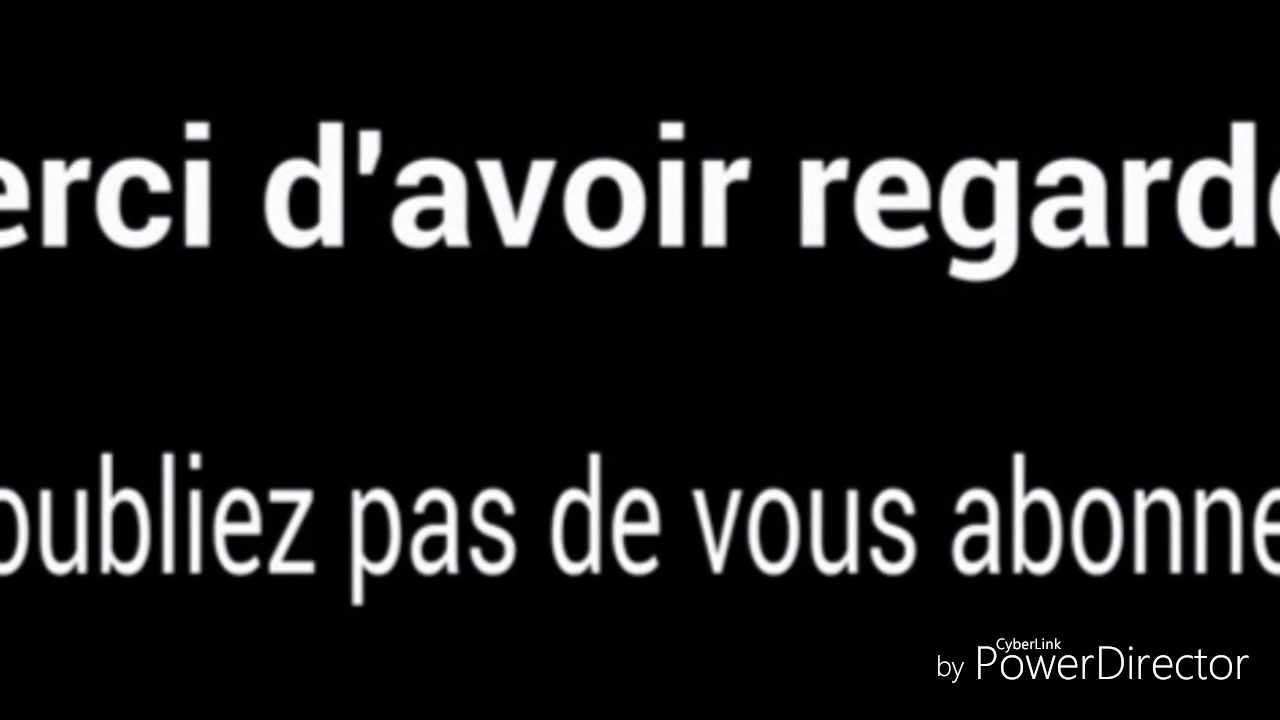 erci d'avoir regard
oubliez pas de vous abonne
CyberLink
by PowerDirector